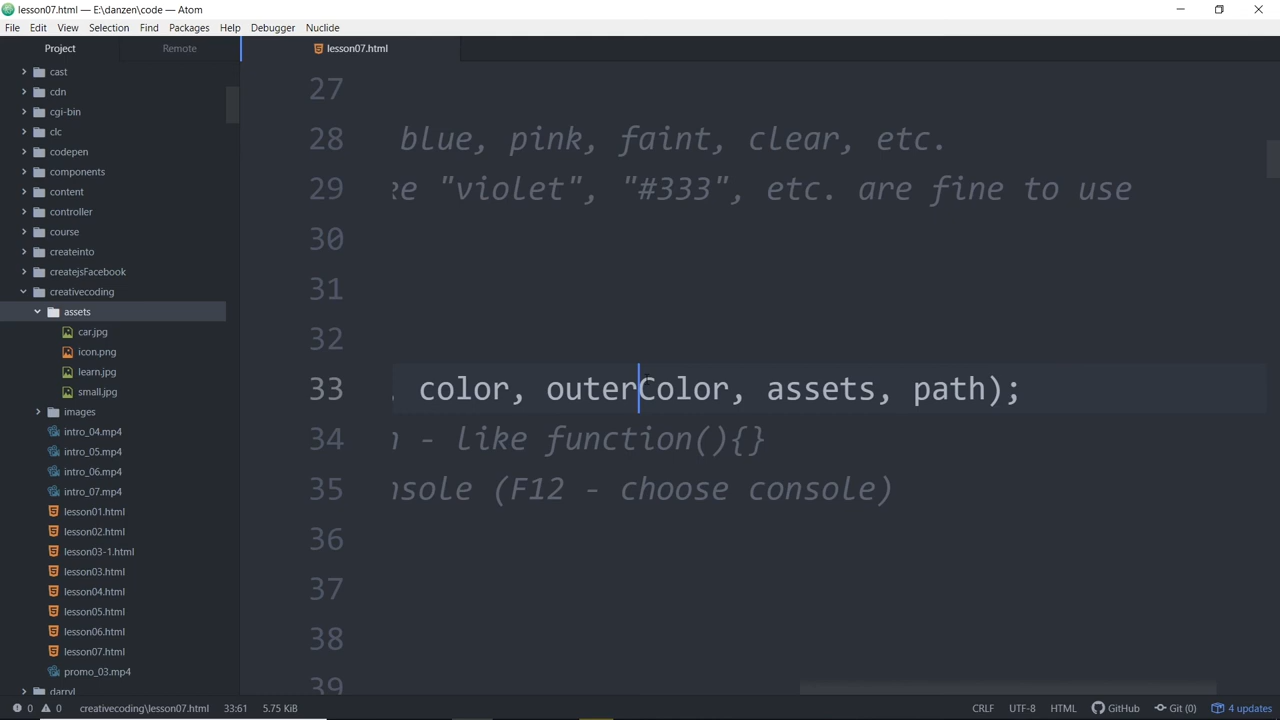 lesson07.html — E:\danzen\code — Atom
File Edit View Selection Find Packages Help Debugger Nuclide
Project Remote
lesson07.html
cast
cdn
cgi-bin
clc
codepen
components
content
controller
course
createinto
createjsFacebook
creativecoding
assets
car.jpg
icon.png
learn.jpg
small.jpg
images
intro_04.mp4
intro_05.mp4
intro_06.mp4
intro_07.mp4
lesson01.html
lesson02.html
lesson03-1.html
lesson03.html
lesson04.html
lesson05.html
lesson06.html
lesson07.html
promo_03.mp4
darryl
27
28 blue, pink, faint, clear, etc.
29 ee "violet", "#333", etc. are fine to use
30
31
32
33 , color, outerColor, assets, path);
34 n - like function(){}
35 nsole (F12 - choose console)
36
37
38
39
0 0 creativecoding\lesson07.html 33:61 5.75 KiB CRLF UTF-8 HTML GitHub Git (0) 4 updates